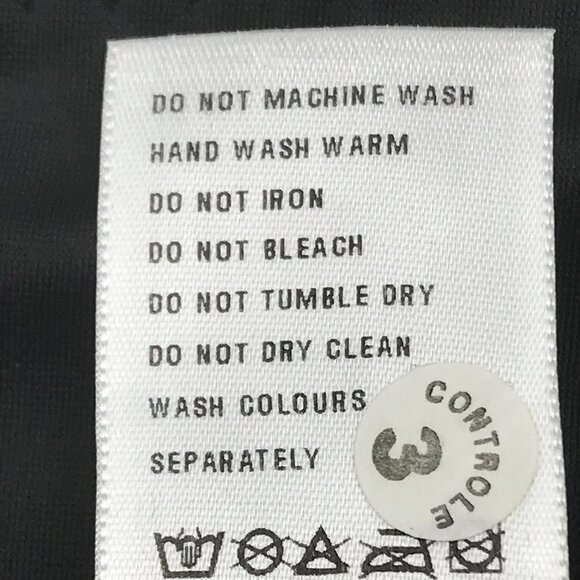 DO NOT MACHINE WASH
HAND WASH WARM
DO NOT IRON
DO NOT BLEACH
DO NOT TUMBLE DRY
DO NOT DRY CLEAN
WASH COLOURS
SEPARATELY
CONTROLE
3